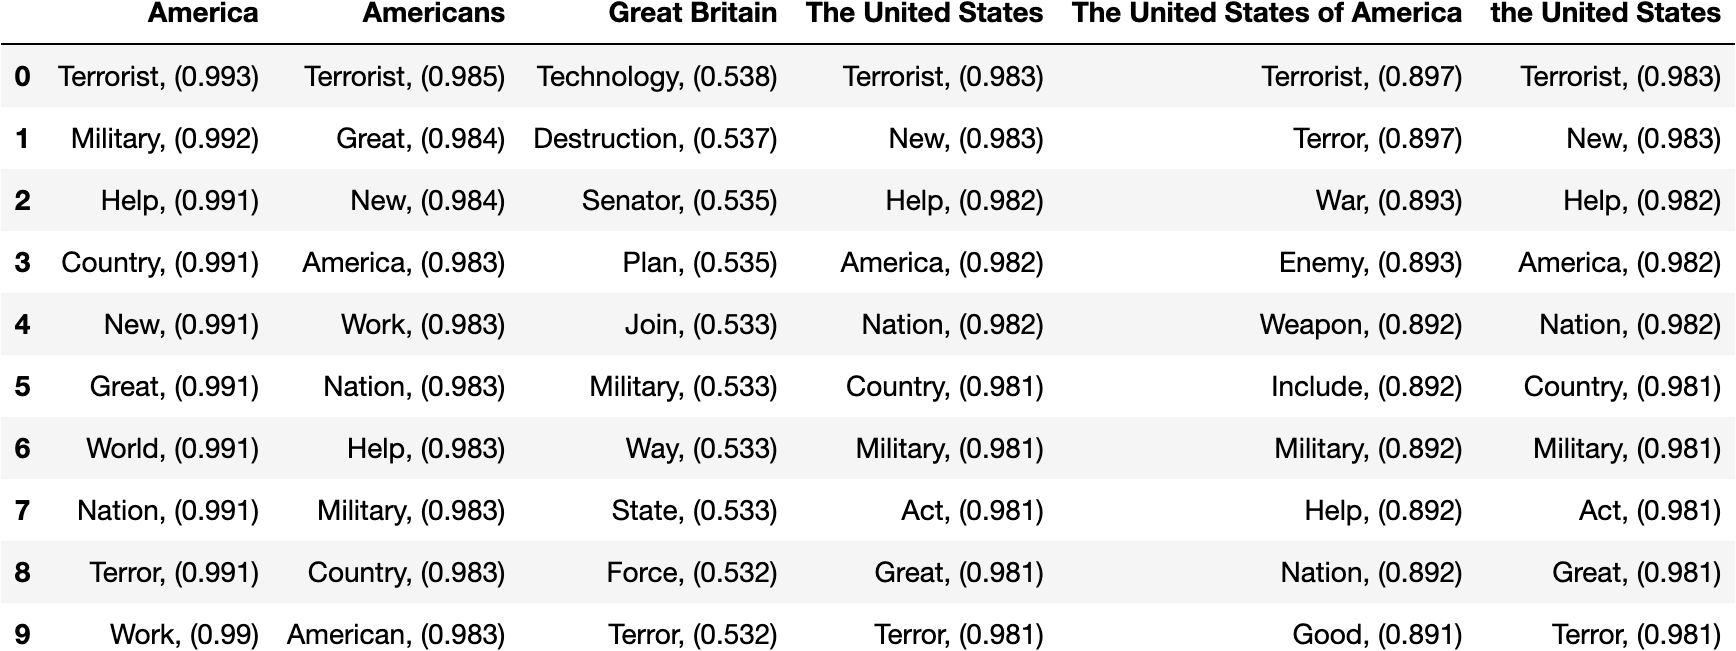 America Americans Great Britain The United States The United States of America the United States
0 Terrorist, (0.993) Terrorist, (0.985) Technology, (0.538) Terrorist, (0.983) Terrorist, (0.897) Terrorist, (0.983)
1 Military, (0.992) Great, (0.984) Destruction, (0.537) New, (0.983) Terror, (0.897) New, (0.983)
2 Help, (0.991) New, (0.984) Senator, (0.535) Help, (0.982) War, (0.893) Help, (0.982)
3 Country, (0.991) America, (0.983) Plan, (0.535) America, (0.982) Enemy, (0.893) America, (0.982)
4 New, (0.991) Work, (0.983) Join, (0.533) Nation, (0.982) Weapon, (0.892) Nation, (0.982)
5 Great, (0.991) Nation, (0.983) Military, (0.533) Country, (0.981) Include, (0.892) Country, (0.981)
6 World, (0.991) Help, (0.983) Way, (0.533) Military, (0.981) Military, (0.892) Military, (0.981)
7 Nation, (0.991) Military, (0.983) State, (0.533) Act, (0.981) Help, (0.892) Act, (0.981)
8 Terror, (0.991) Country, (0.983) Force, (0.532) Great, (0.981) Nation, (0.892) Great, (0.981)
9 Work, (0.99) American, (0.983) Terror, (0.532) Terror, (0.981) Good, (0.891) Terror, (0.981)